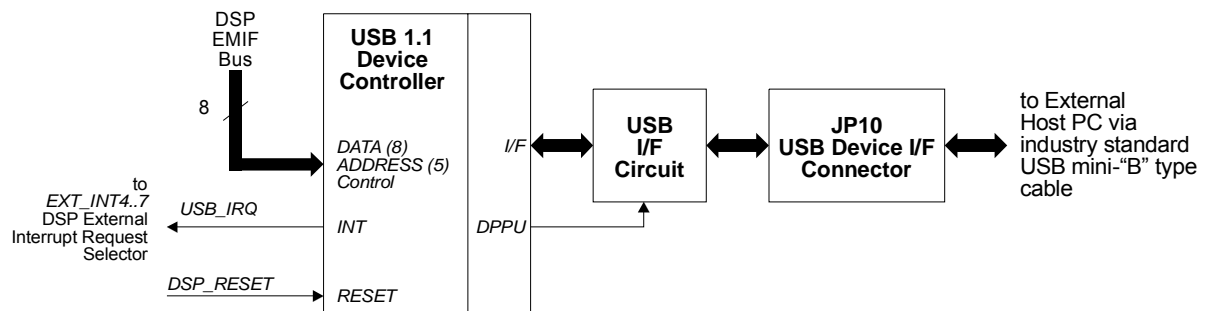 DSP
EMIF
Bus
8
USB 1.1
Device
Controller
DATA (8)
ADDRESS (5)
Control
I/F
USB
I/F
Circuit
JP10
USB Device I/F
Connector
to External
Host PC via
industry standard
USB mini-“B” type
cable
to
EXT_INT4..7
DSP External
Interrupt Request
Selector
USB_IRQ
INT
DPPU
DSP_RESET
RESET